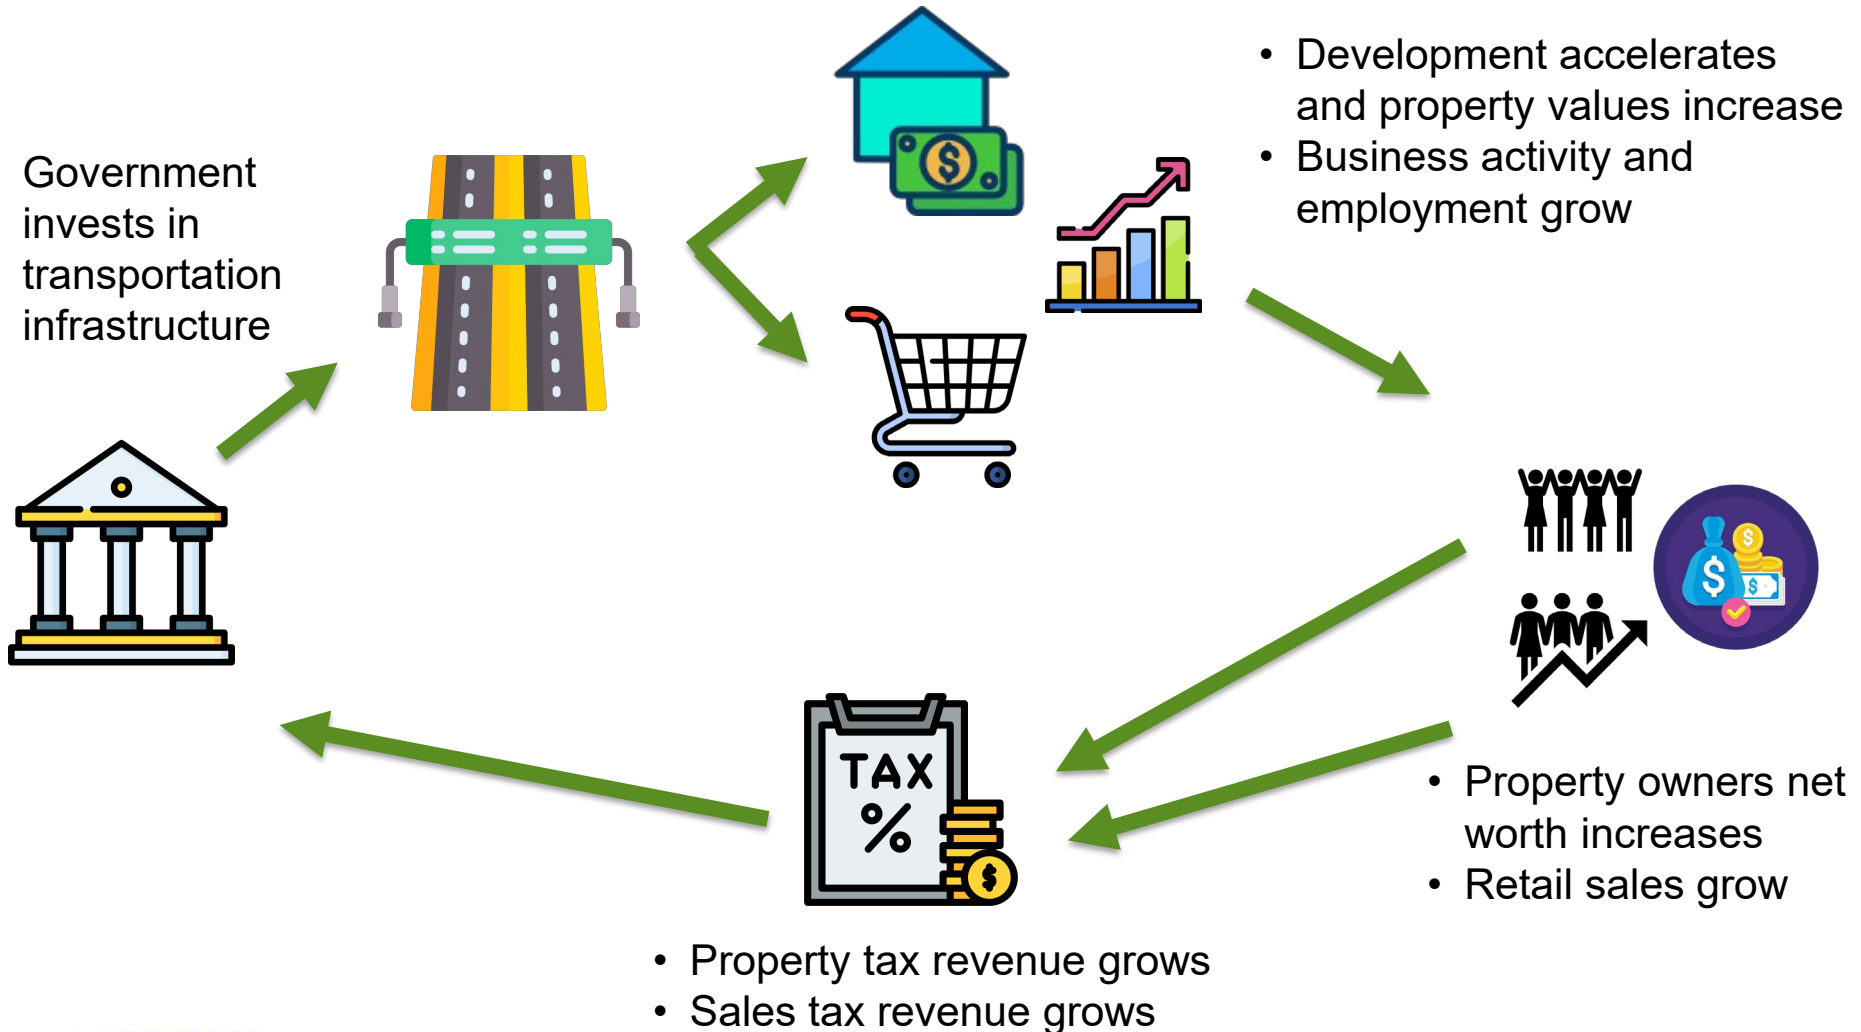 Government
invests in
transportation
infrastructure
• Development accelerates
and property values increase
• Business activity and
employment grow
$
$
$
$
TAX
%
$
• Property owners net
worth increases
• Retail sales grow
• Property tax revenue grows
• Sales tax revenue grows